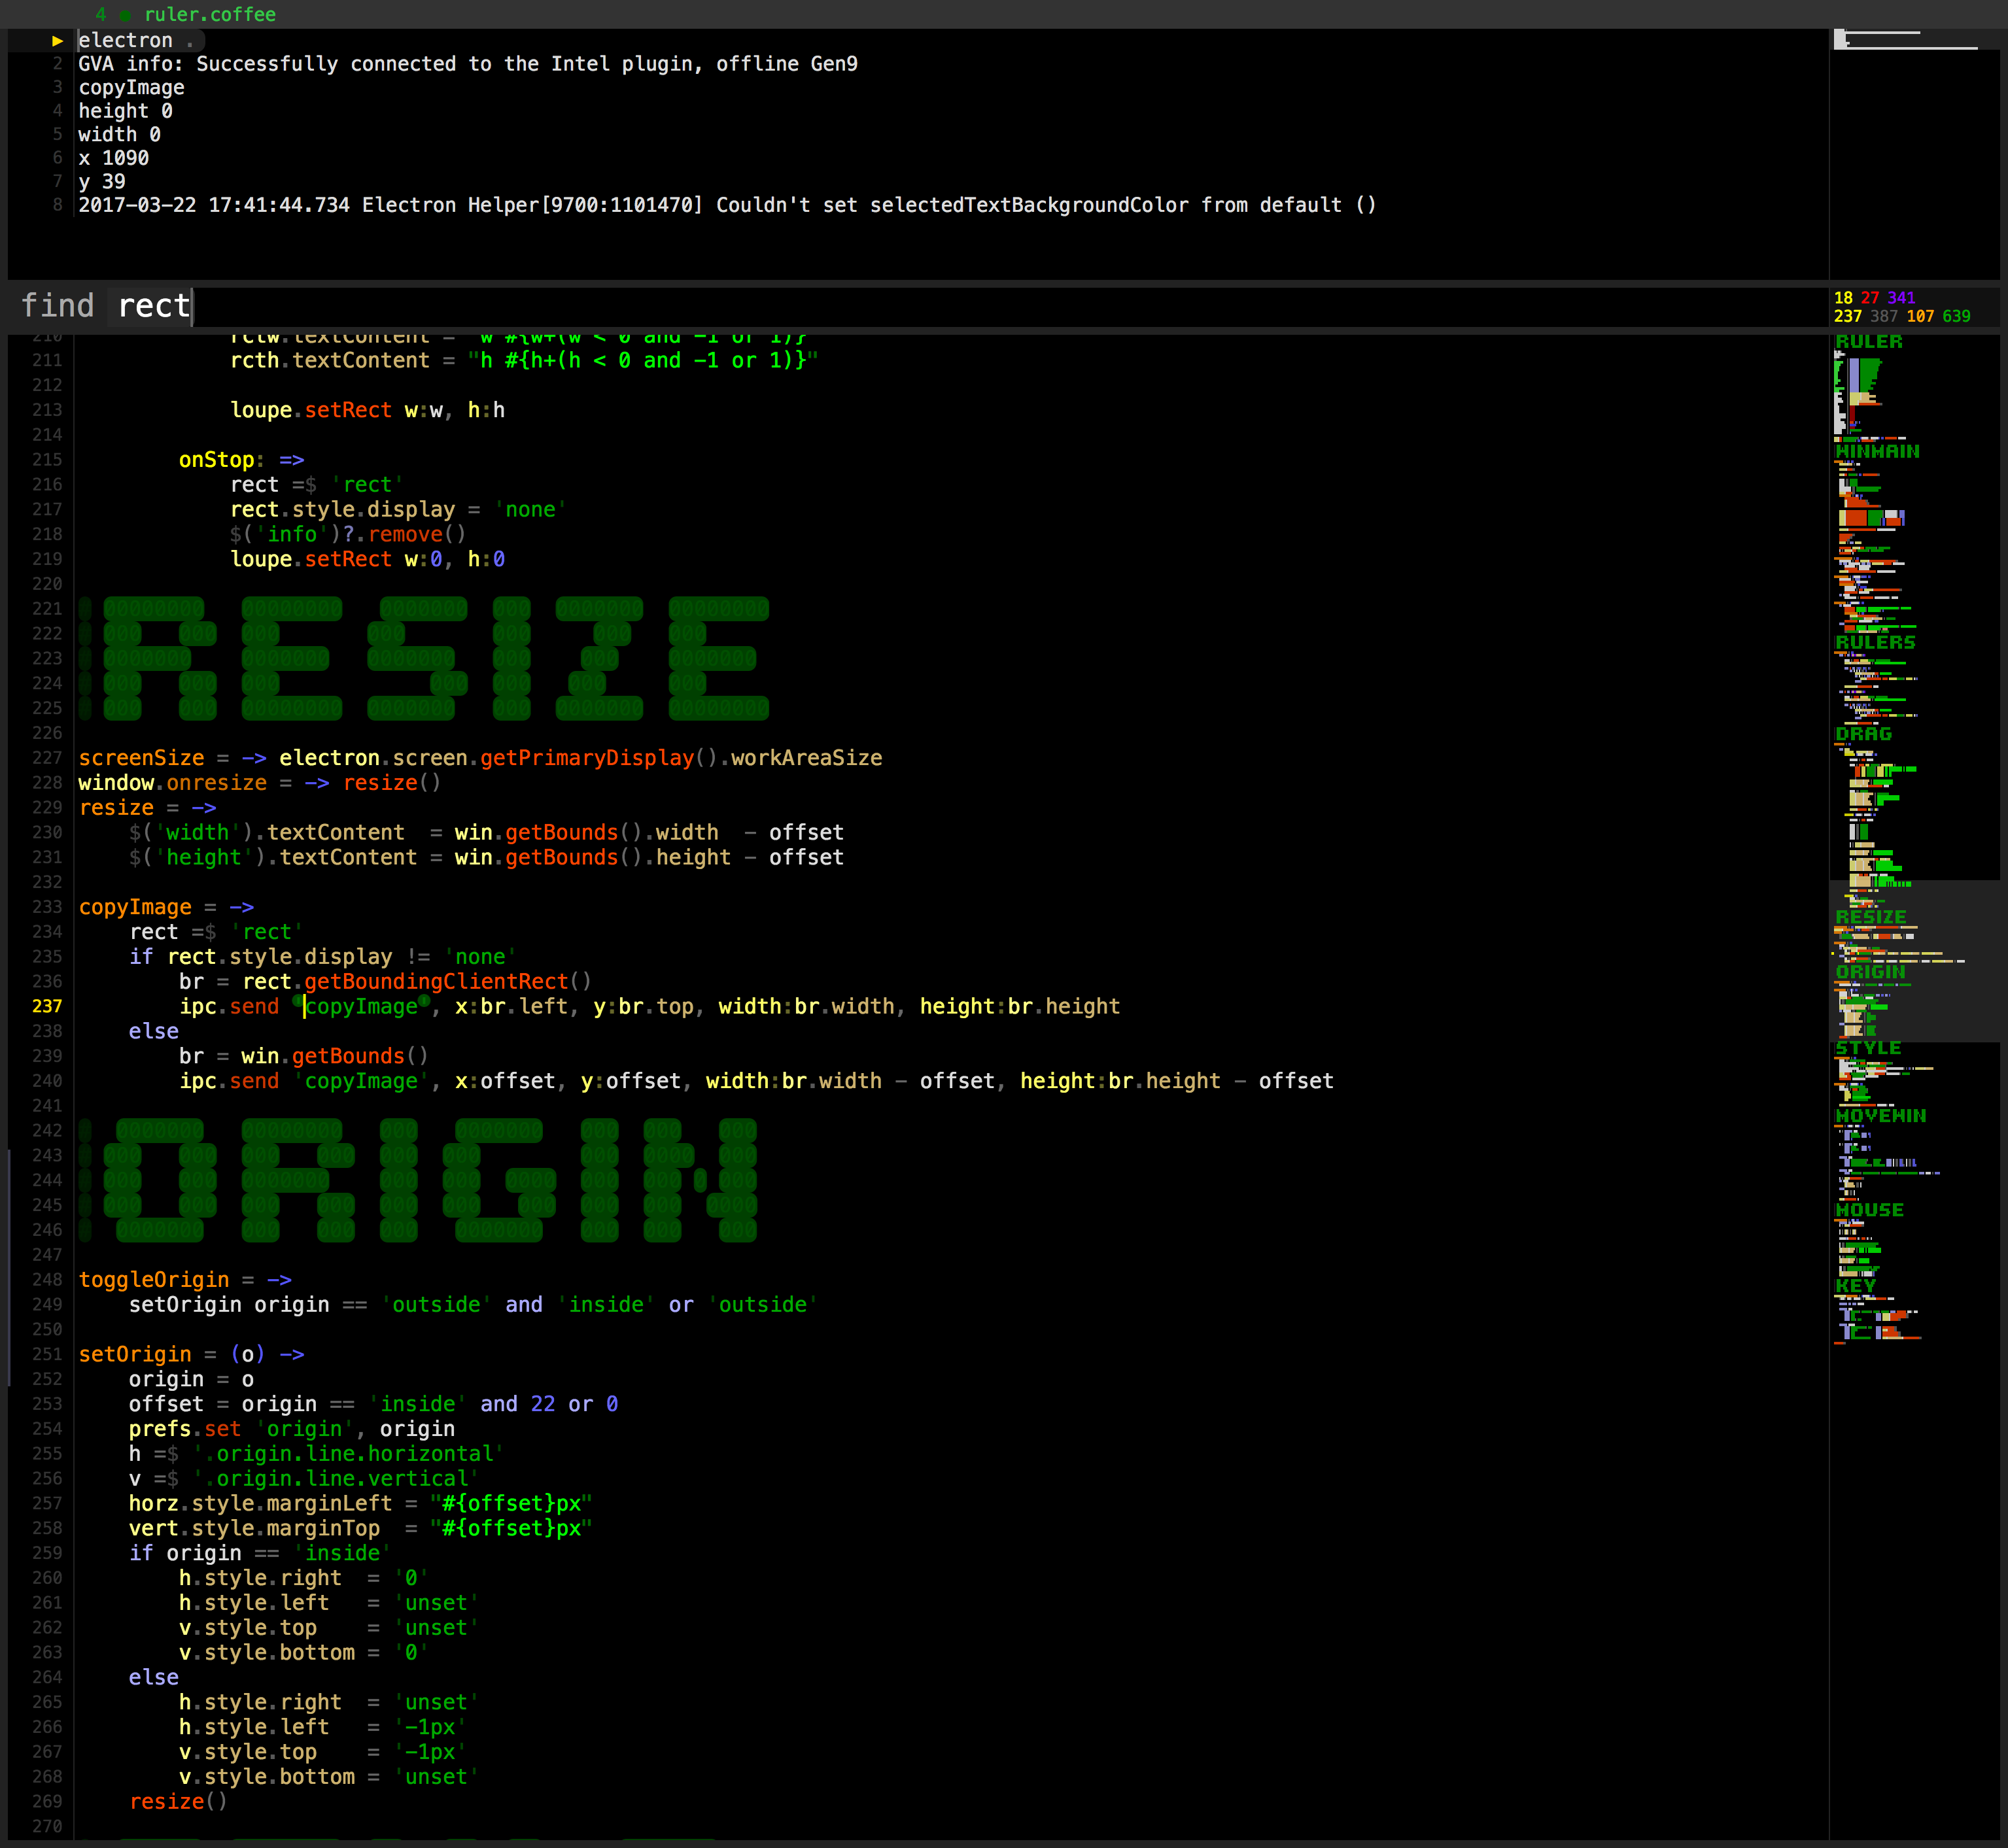 4 ● ruler.coffee
▶ electron .
2 GVA info: Successfully connected to the Intel plugin, offline Gen9
3 copyImage
4 height 0
5 width 0
6 x 1090
7 y 39
8 2017-03-22 17:41:44.734 Electron Helper[9700:1101470] Couldn't set selectedTextBackgroundColor from default ()
find rect
18 27 341
237 387 107 639
210 rctw.textContent = "w #{w+(w < 0 and -1 or 1)}"
211 rcth.textContent = "h #{h+(h < 0 and -1 or 1)}"
212
213 loupe.setRect w:w, h:h
214
215 onStop: =>
216 rect =$ 'rect'
217 rect.style.display = 'none'
218 $('info')?.remove()
219 loupe.setRect w:0, h:0
220
221
222
223 RESIZE
224
225
226
227 screenSize = -> electron.screen.getPrimaryDisplay().workAreaSize
228 window.onresize = -> resize()
229 resize = ->
230 $('width').textContent  = win.getBounds().width  - offset
231 $('height').textContent = win.getBounds().height - offset
232
233 copyImage = ->
234 rect =$ 'rect'
235 if rect.style.display != 'none'
236 br = rect.getBoundingClientRect()
237 ipc.send 'copyImage', x:br.left, y:br.top, width:br.width, height:br.height
238 else
239 br = win.getBounds()
240 ipc.send 'copyImage', x:offset, y:offset, width:br.width - offset, height:br.height - offset
241
242
243
244 ORIGIN
245
246
247
248 toggleOrigin = ->
249 setOrigin origin == 'outside' and 'inside' or 'outside'
250
251 setOrigin = (o) ->
252 origin = o
253 offset = origin == 'inside' and 22 or 0
254 prefs.set 'origin', origin
255 h =$ '.origin.line.horizontal'
256 v =$ '.origin.line.vertical'
257 horz.style.marginLeft = "#{offset}px"
258 vert.style.marginTop  = "#{offset}px"
259 if origin == 'inside'
260 h.style.right  = '0'
261 h.style.left   = 'unset'
262 v.style.top    = 'unset'
263 v.style.bottom = '0'
264 else
265 h.style.right  = 'unset'
266 h.style.left   = '-1px'
267 v.style.top    = '-1px'
268 v.style.bottom = 'unset'
269 resize()
270
RULER
WINMAIN
RULERS
DRAG
RESIZE
ORIGIN
STYLE
MOVEWIN
MOUSE
KEY